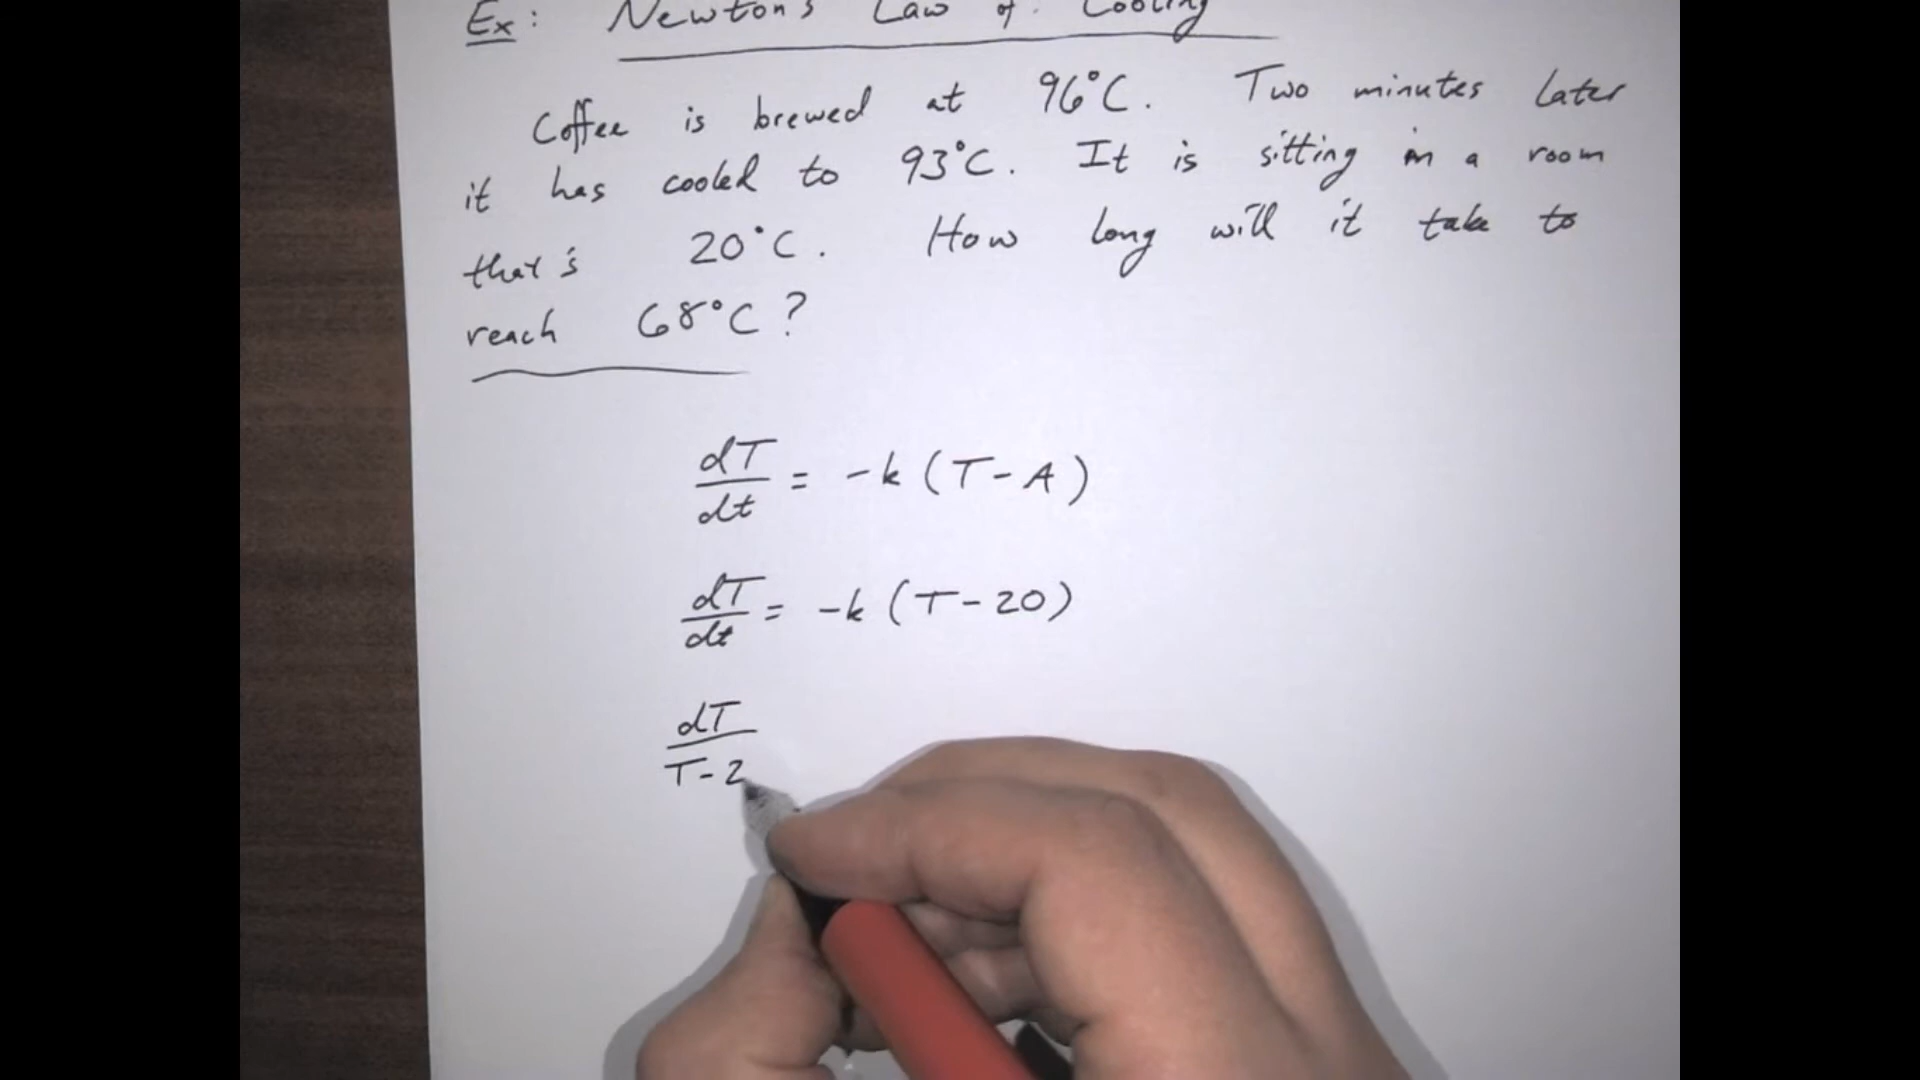 Ex: Newton's Law of Cooling
Coffee is brewed at 96°C. Two minutes later
it has cooled to 93°C. It is sitting in a room
that's 20°C. How long will it take to
reach 68°C?
dT/dt = -k (T-A)
dT/dt = -k (T-20)
dT/T-2